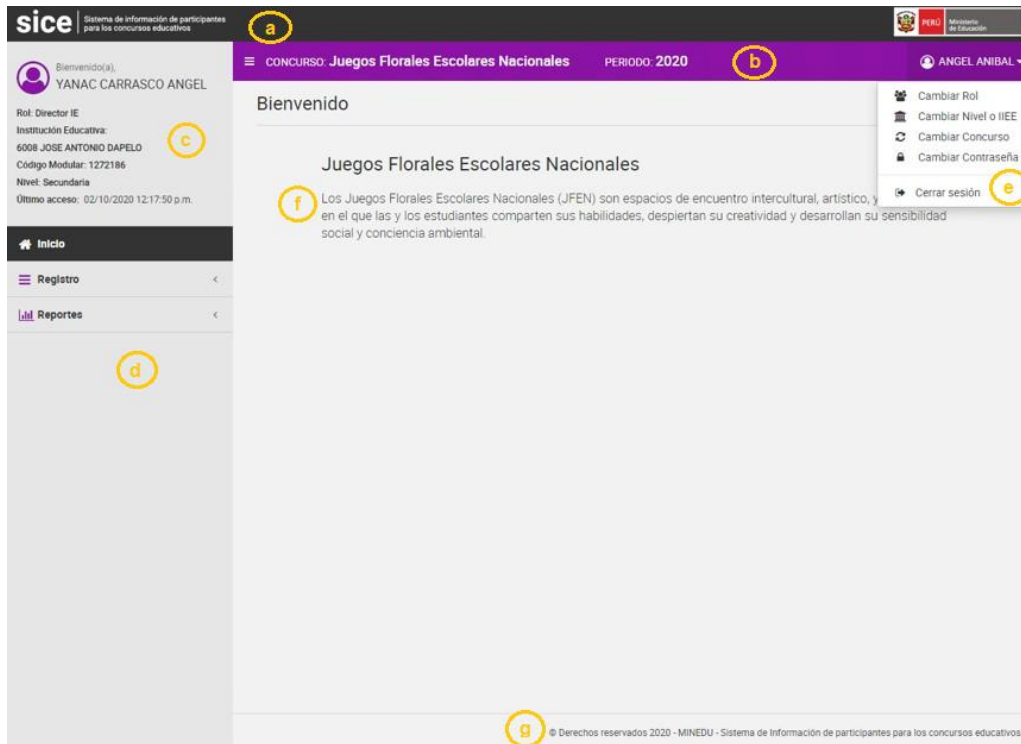 sice Sistema de información de participantes
para los concursos educativos
a
PERÚ Ministerio
de Educación
Bienvenido(a),
YANAC CARRASCO ANGEL
Rol: Director IE
Institución Educativa:
6008 JOSE ANTONIO DAPELO
Código Modular: 1272186
Nivel: Secundaria
Último acceso: 02/10/2020 12:17:50 p.m.
c
Inicio
Registro
Reportes
d
CONCURSO: Juegos Florales Escolares Nacionales PERIODO: 2020 b ANGEL ANIBAL
Cambiar Rol
Cambiar Nivel o IIEE
Cambiar Concurso
Cambiar Contraseña
Cerrar sesión e
Bienvenido
Juegos Florales Escolares Nacionales
f Los Juegos Florales Escolares Nacionales (JFEN) son espacios de encuentro intercultural, artístico, y
en el que las y los estudiantes comparten sus habilidades, despiertan su creatividad y desarrollan su sensibilidad
social y conciencia ambiental.
g © Derechos reservados 2020 - MINEDU - Sistema de Información de participantes para los concursos educativos